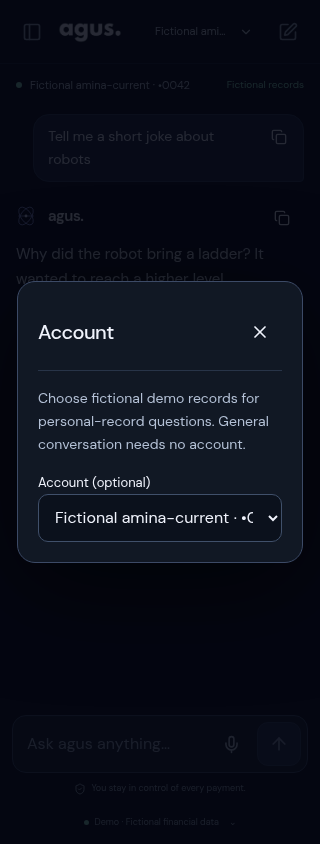 agus.
Fictional ami...
Fictional amina-current · •0042
Fictional records
Tell me a short joke about
robots
agus.
Why did the robot bring a ladder? It
wanted to reach a higher level.
Account
Choose fictional demo records for
personal-record questions. General
conversation needs no account.
Account (optional)
Fictional amina-current · •
Ask agus anything...
You stay in control of every payment.
Demo · Fictional financial data